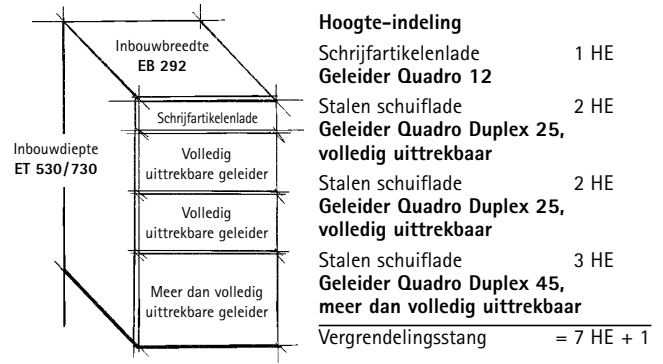 Inbouwbreedte
EB 292
Schrijfartikelenlade
Inbouwdiepte
ET 530/730
Volledig
uittrekbare geleider
Volledig
uittrekbare geleider
Meer dan volledig
uittrekbare geleider
Hoogte-indeling
Schrijfartikelenlade 1 HE
Geleider Quadro 12
Stalen schuiflade 2 HE
Geleider Quadro Duplex 25,
volledig uittrekbaar
Stalen schuiflade 2 HE
Geleider Quadro Duplex 25,
volledig uittrekbaar
Stalen schuiflade 3 HE
Geleider Quadro Duplex 45,
meer dan volledig uittrekbaar
Vergrendelingsstang = 7 HE + 1